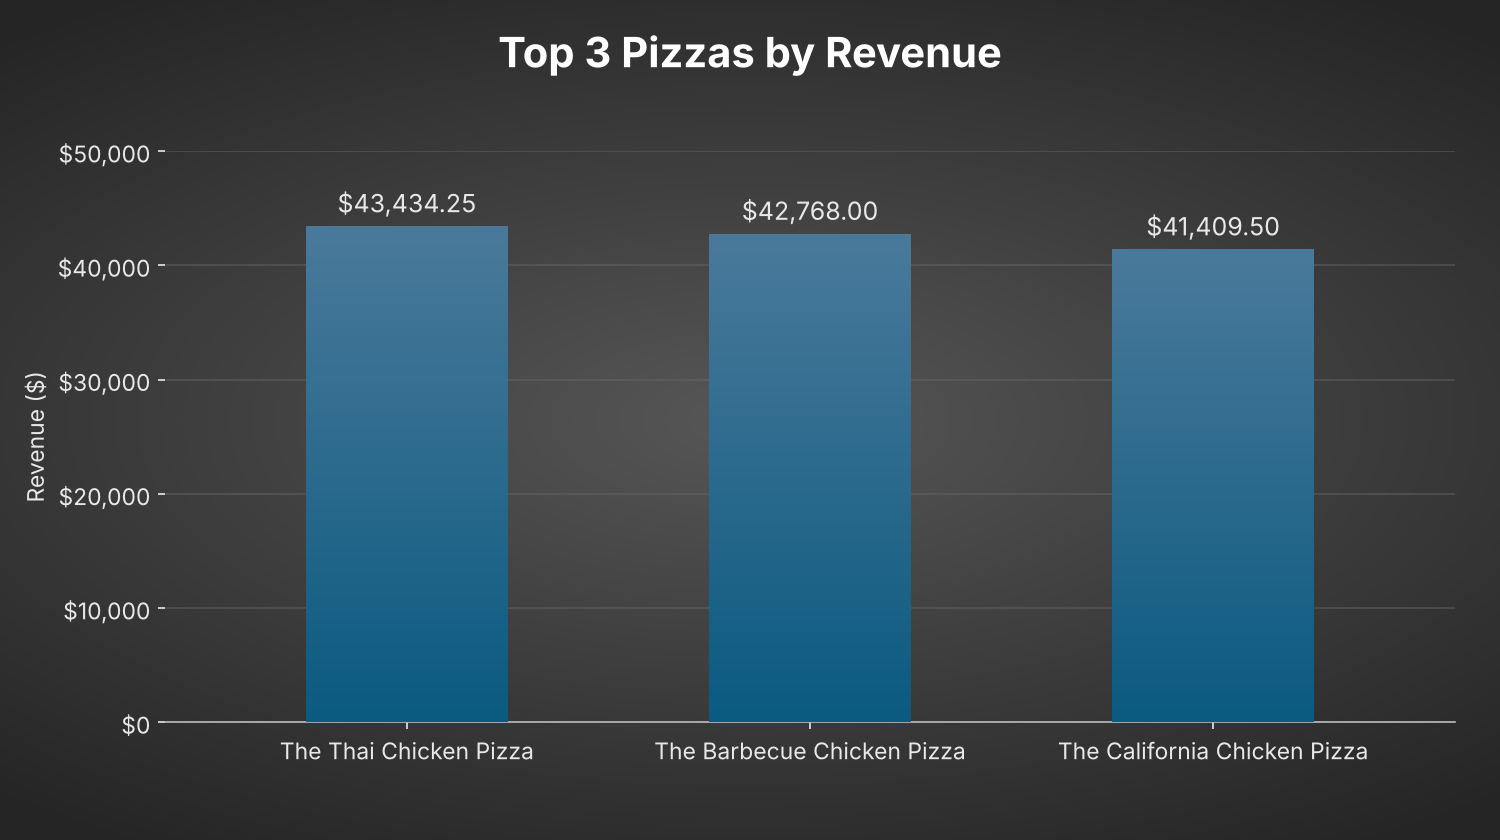 Top 3 Pizzas by Revenue
Revenue ($)
$50,000
$40,000
$30,000
$20,000
$10,000
$0
$43,434.25
$42,768.00
$41,409.50
The Thai Chicken Pizza
The Barbecue Chicken Pizza
The California Chicken Pizza